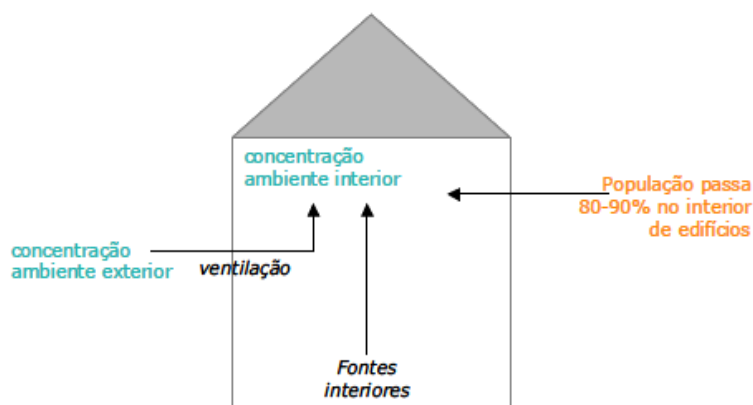 concentração
ambiente interior
População passa
80-90% no interior
de edifícios
concentração
ambiente exterior
ventilação
Fontes
interiores